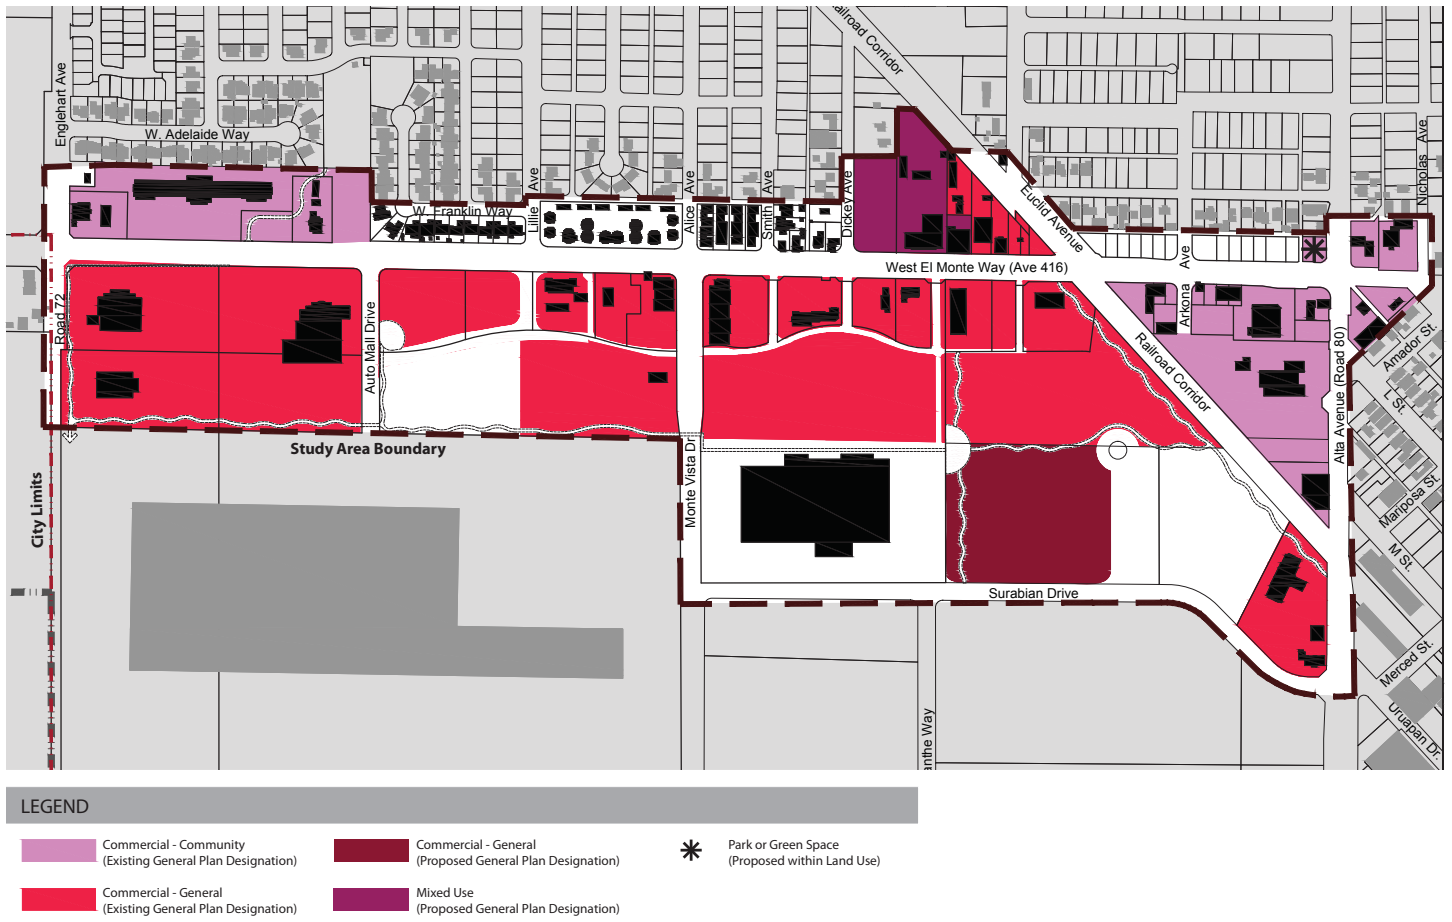 ailroad Corridor
Englehart Ave
W. Adelaide Way
Nicholas Ave
W. Franklin Way
Lillie Ave
Alice Ave
Smith Ave
Dickey Ave
Euclid Avenue
West El Monte Way (Ave 416)
Arkona Ave
Road 72
Auto Mall Drive
Railroad Corridor
Alta Avenue (Road 80)
Amador St.
L St.
Study Area Boundary
Monte Vista Dr
City Limits
Mariposa St.
M St.
Surabian Drive
Merced St.
Uruapan Dr.
anthe Way
LEGEND
Commercial - Community
(Existing General Plan Designation)
Commercial - General
(Existing General Plan Designation)
Commercial - General
(Proposed General Plan Designation)
Mixed Use
(Proposed General Plan Designation)
Park or Green Space
(Proposed within Land Use)